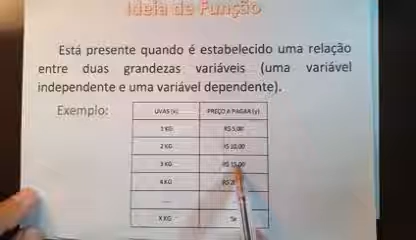 Ideia de Função
Está presente quando é estabelecido uma relação
entre duas grandezas variáveis (uma variável
independente e uma variável dependente).
Exemplo:
UVAS (x) PREÇO A PAGAR (y)
1 KG R$ 5,00
2 KG R$ 10,00
3 KG R$ 15,00
4 KG R$ 20
......
X KG 5x